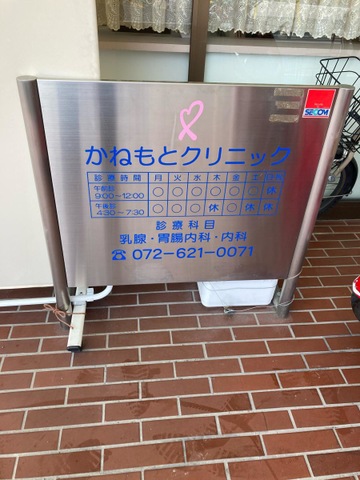 SECOM
かねもとクリニック
診療時間 月 火 水 木 金 土 日・祝
午前診 9:00~12:00 ○ ○ ○ ○ ○ ○ 休
午後診 4:30~7:30 ○ ○ ○ 休 ○ 休 休
診療科目
乳腺・胃腸内科・内科
☎ 072-621-0071